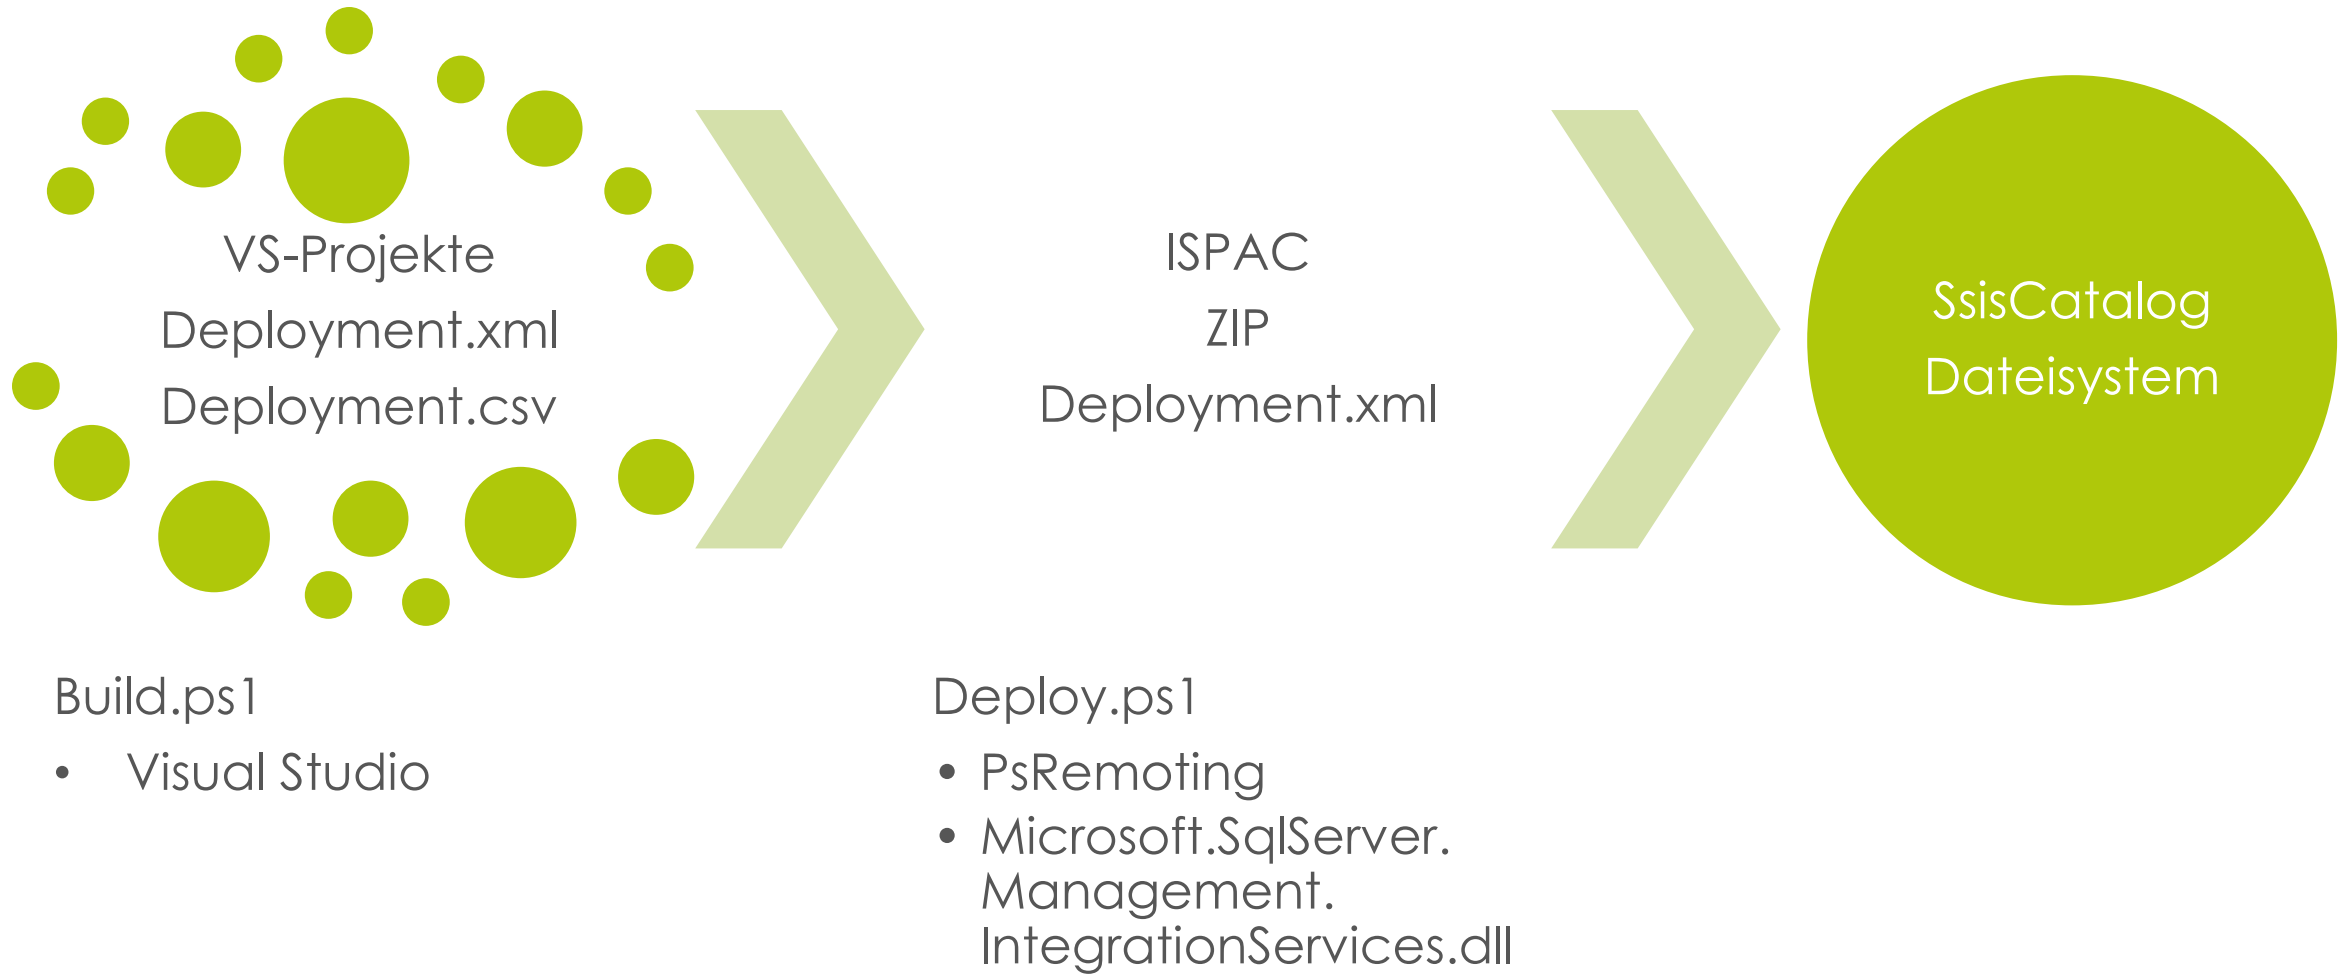 VS-Projekte
Deployment.xml
Deployment.csv
ISPAC
ZIP
Deployment.xml
SsisCatalog
Dateisystem
Build.ps1
• Visual Studio
Deploy.ps1
• PsRemoting
• Microsoft.SqlServer.
Management.
IntegrationServices.dll